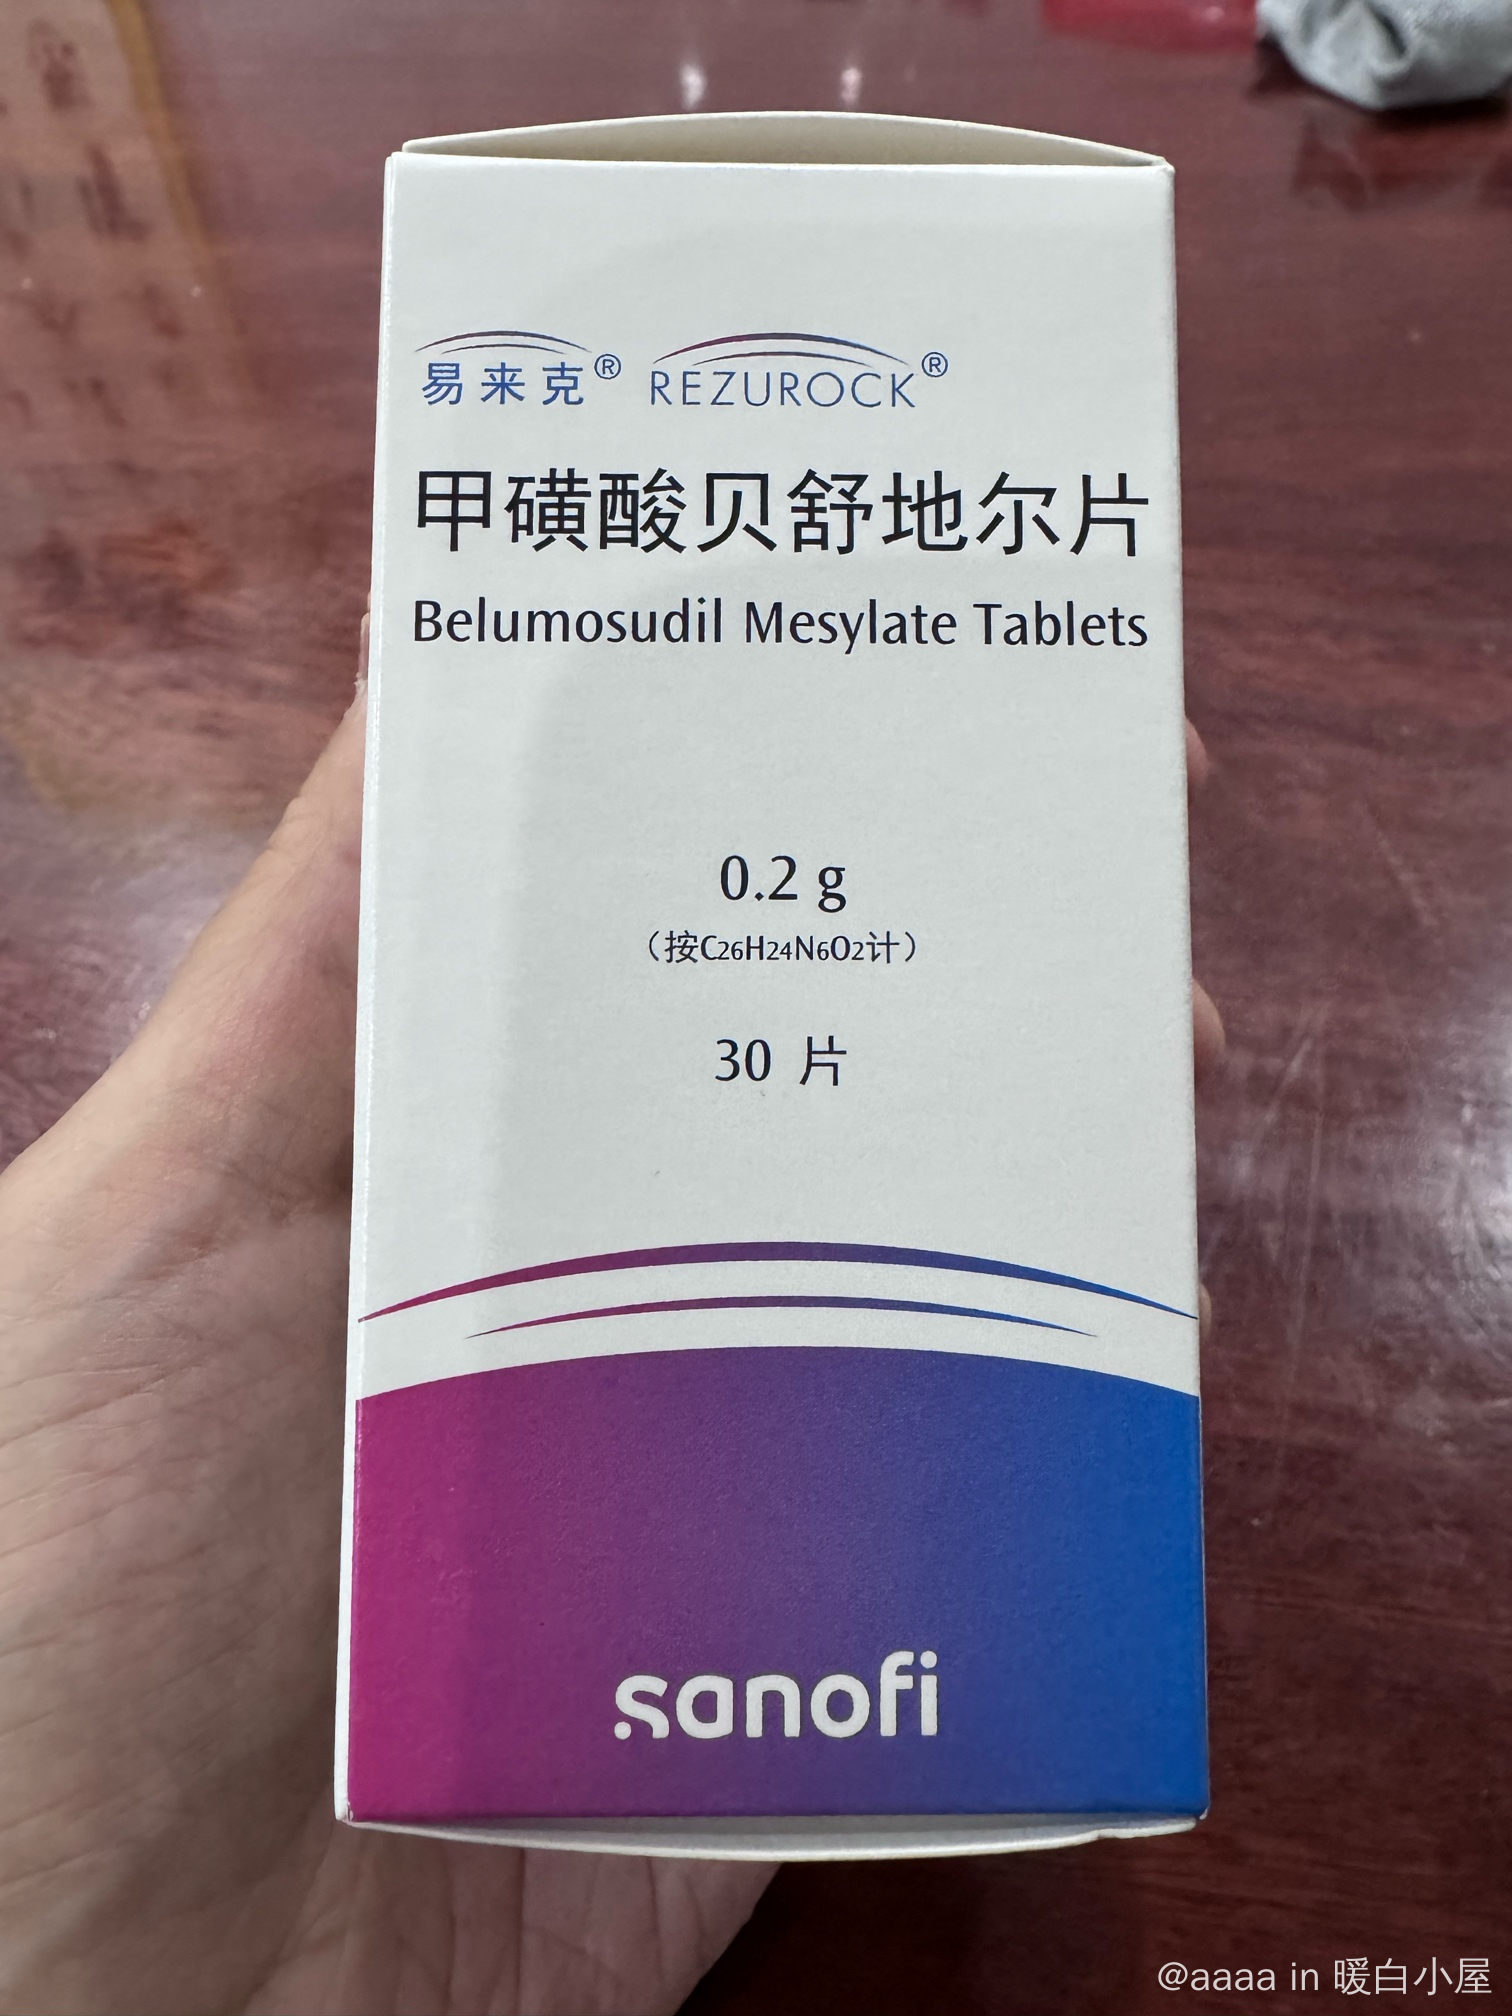 易来克® REZUROCK®
甲磺酸贝舒地尔片
Belumosudil Mesylate Tablets
0.2 g
（按C26H24N6O2计）
30 片
sanofi
@aaaa in 暖白小屋